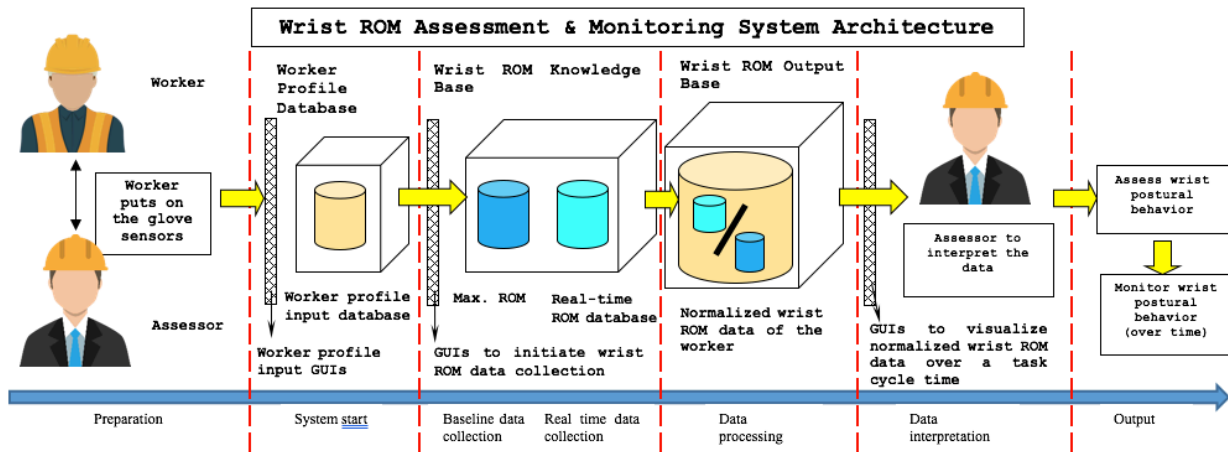 Wrist ROM Assessment & Monitoring System Architecture
Worker
Worker
puts on
the glove
sensors
Assessor
Worker
Profile
Database
Worker profile
input database
Worker profile
input GUIs
Wrist ROM Knowledge
Base
Max. ROM
Real-time
ROM database
GUIs to initiate wrist
ROM data collection
Wrist ROM Output
Base
Normalized wrist
ROM data of the
worker
Assessor to
interpret the
data
GUIs to visualize
normalized wrist ROM
data over a task
cycle time
Assess wrist
postural
behavior
Monitor wrist
postural
behavior
(over time)
Preparation
System start
Baseline data
collection
Real time data
collection
Data
processing
Data
interpretation
Output